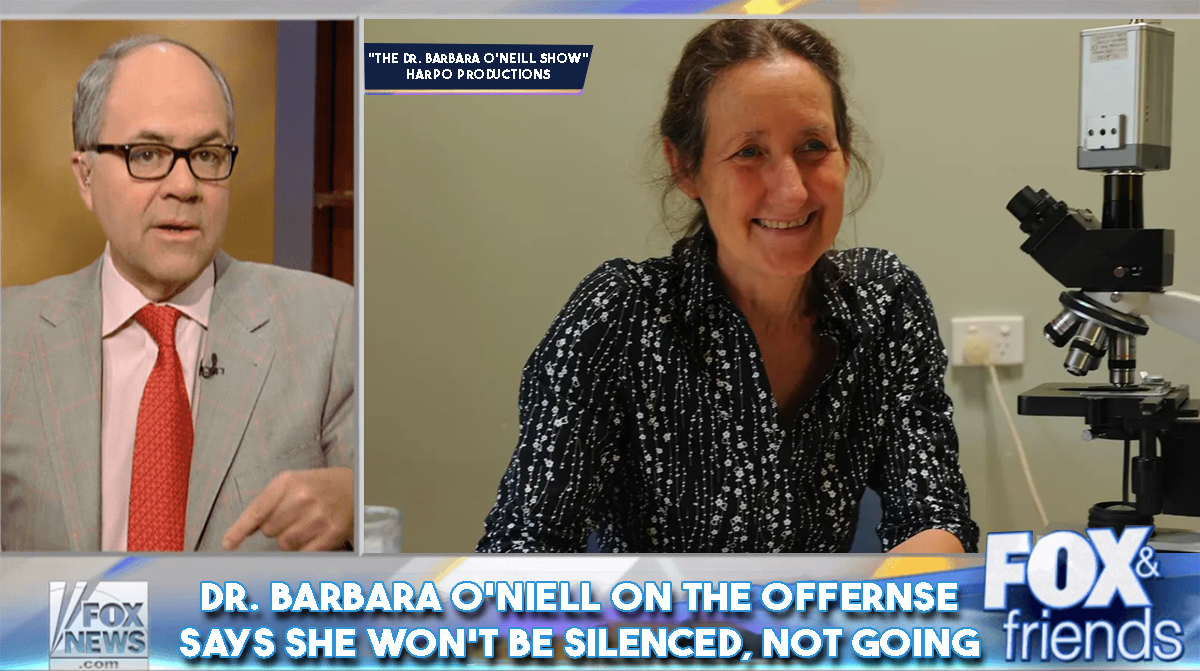 "THE DR. BARBARA O'NEILL SHOW"
HARPO PRODUCTIONS
FOX
NEWS
.com
DR. BARBARA O'NIELL ON THE OFFERNSE
SAYS SHE WON'T BE SILENCED, NOT GOING
FOX &
friends